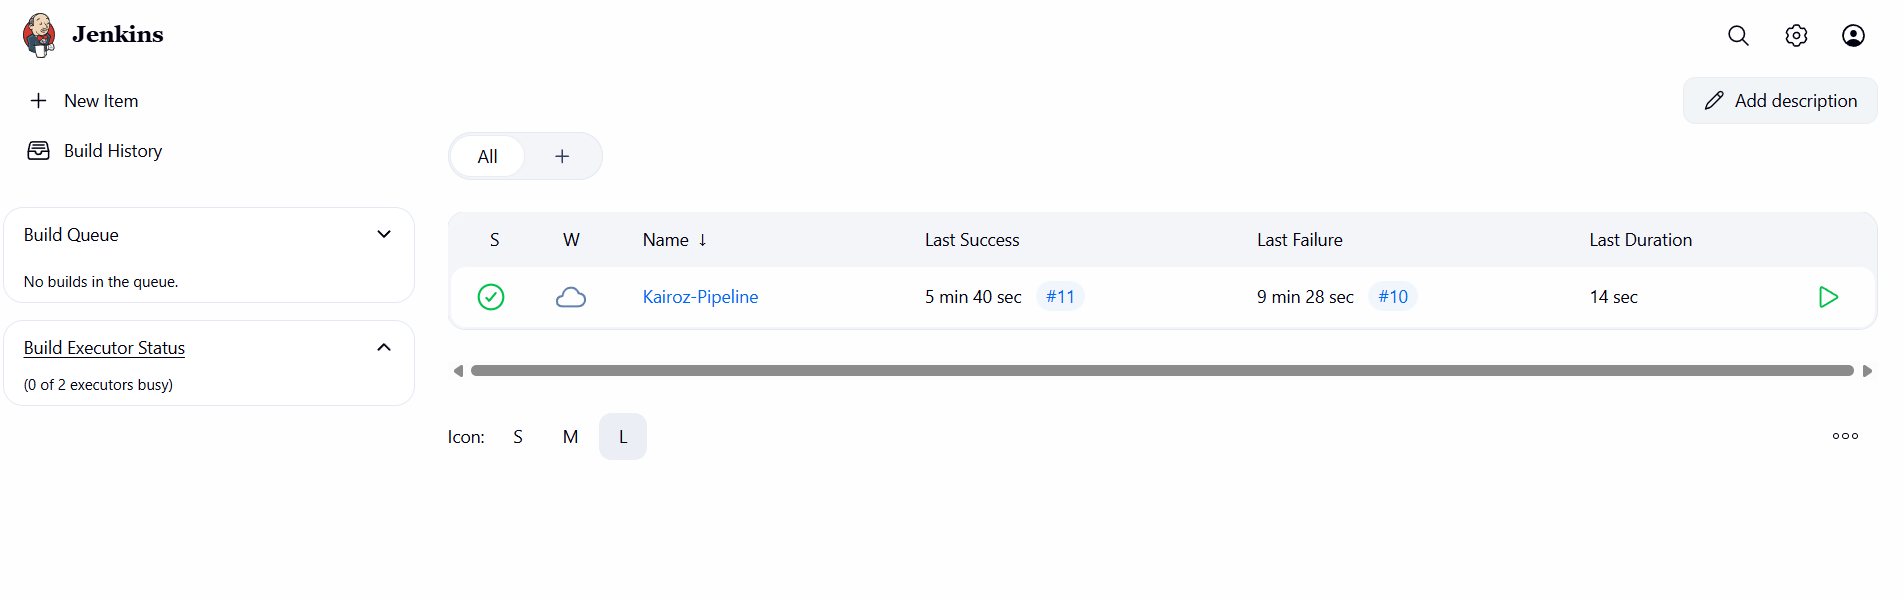 Jenkins
New Item
Add description
Build History
All
Build Queue
No builds in the queue.
Build Executor Status
(0 of 2 executors busy)
S W Name ↓ Last Success Last Failure Last Duration
Kairoz-Pipeline 5 min 40 sec #11 9 min 28 sec #10 14 sec
Icon: S M L